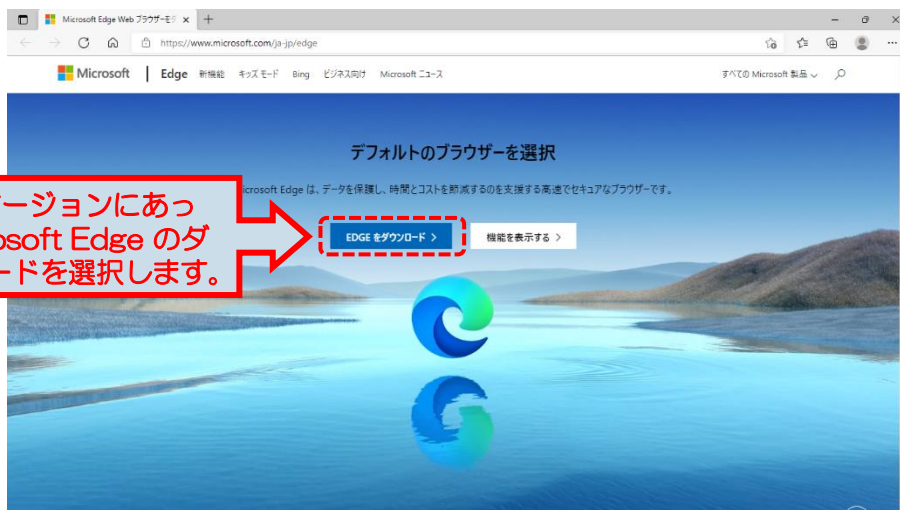 Microsoft Edge Web ブラウザーモク
https://www.microsoft.com/ja-jp/edge
Microsoft | Edge 新機能 キッズ モード Bing ビジネス向け Microsoft ニュース すべての Microsoft 製品
デフォルトのブラウザーを選択
icrosoft Edge は、データを保護し、時間とコストを節減するのを支援する高速でセキュアなブラウザーです。
ージョンにあっ
osoft Edge のダ
ードを選択します。
EDGE をダウンロード > 機能を表示する >